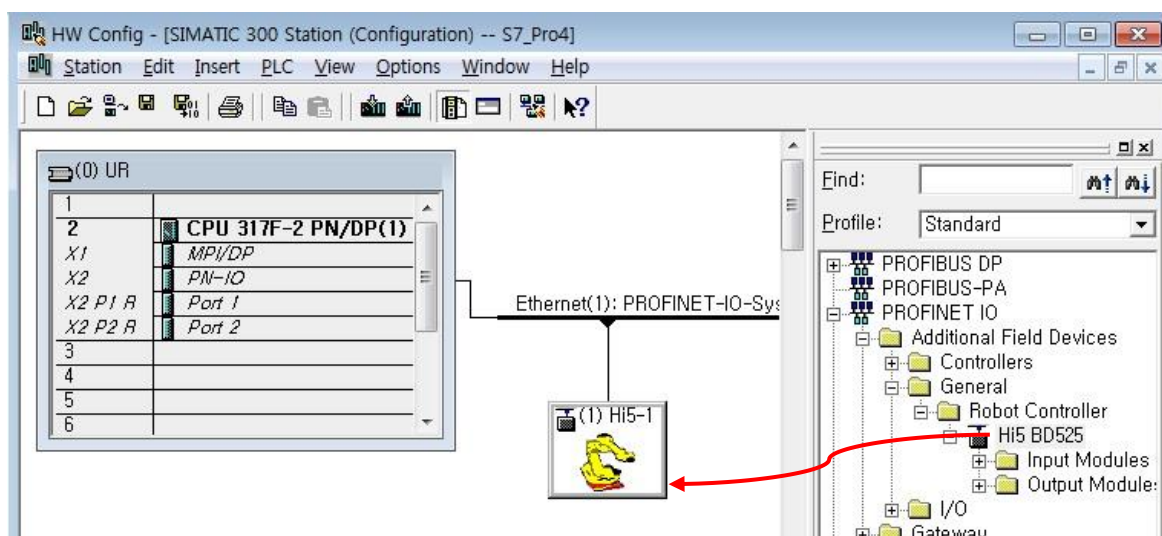 HW Config - [SIMATIC 300 Station (Configuration) -- S7_Pro4]
Station Edit Insert PLC View Options Window Help
(0) UR
1
2 CPU 317F-2 PN/DP(1)
X1 MPI/DP
X2 PN-IO
X2 P1 R Port 1
X2 P2 R Port 2
3
4
5
6
Ethernet(1): PROFINET-IO-Sys
(1) Hi5-1
Find:
Profile: Standard
PROFIBUS DP
PROFIBUS-PA
PROFINET IO
Additional Field Devices
Controllers
General
Robot Controller
Hi5 BD525
Input Modules
Output Module
I/O
Gateway